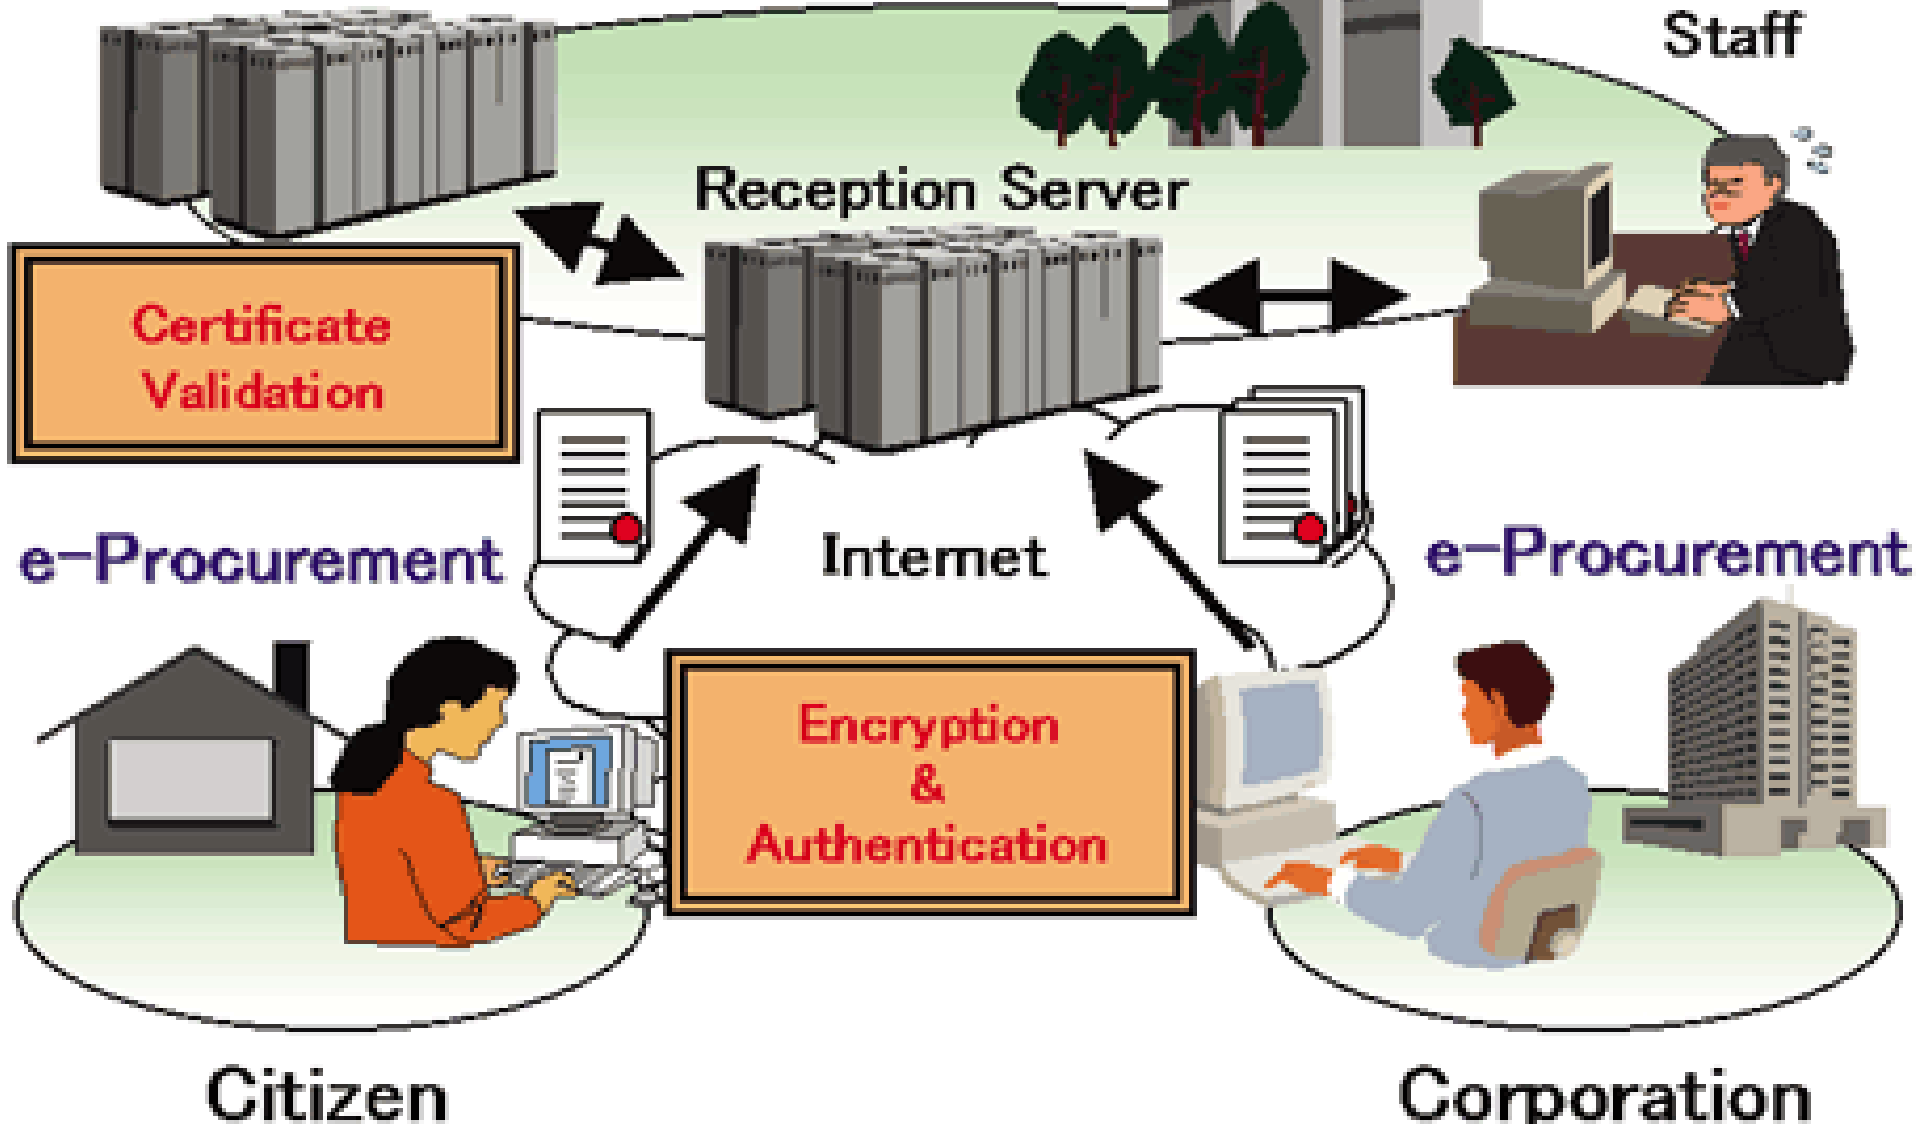 Staff
Reception Server
Certificate
Validation
e-Procurement
Internet
e-Procurement
Encryption
&
Authentication
Citizen
Corporation